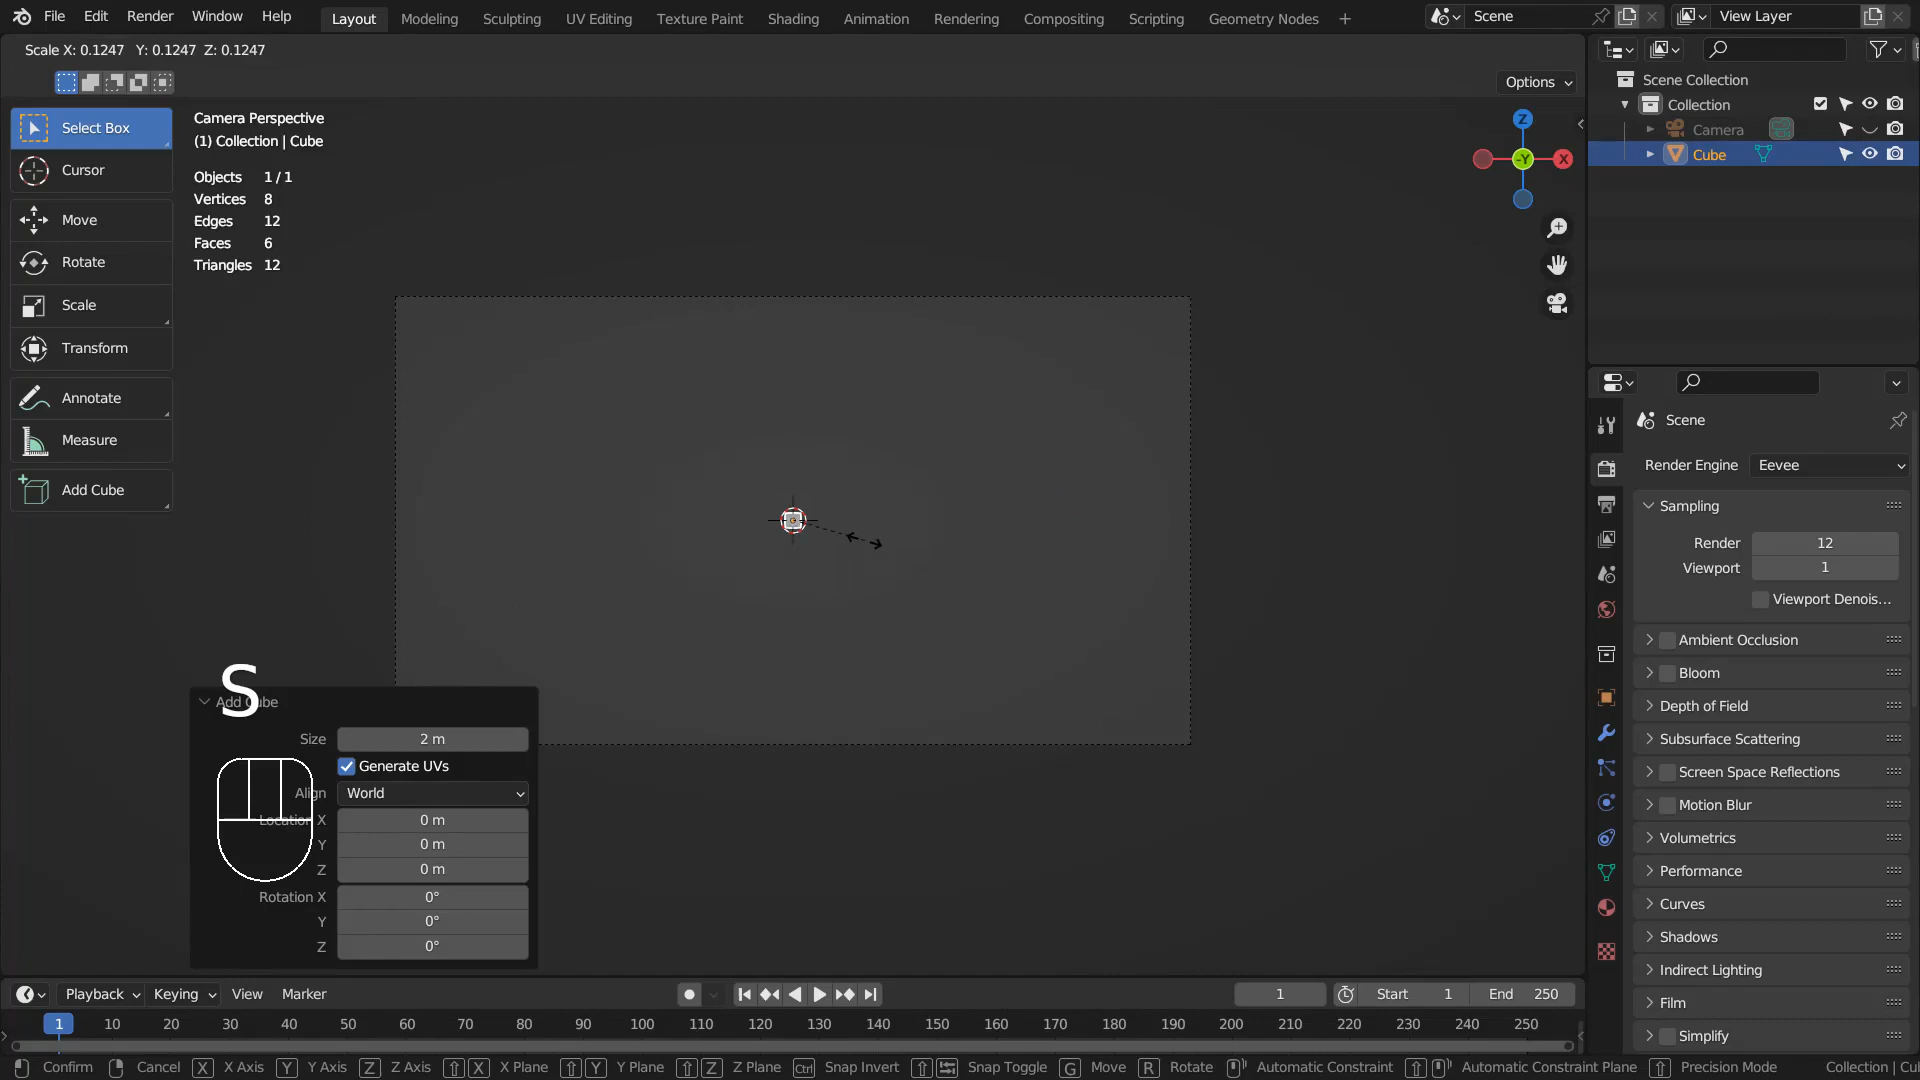 File Edit Render Window Help
Layout Modeling Sculpting UV Editing Texture Paint Shading Animation Rendering Compositing Scripting Geometry Nodes +
Scene
View Layer
Scale X: 0.1247 Y: 0.1247 Z: 0.1247
Options
Select Box
Cursor
Move
Rotate
Scale
Transform
Annotate
Measure
Add Cube
Camera Perspective
(1) Collection | Cube
Objects 1 / 1
Vertices 8
Edges 12
Faces 6
Triangles 12
Z
-Y
X
Scene Collection
Collection
Camera
Cube
Scene
Render Engine Eevee
Sampling
Render 12
Viewport 1
Viewport Denois...
Ambient Occlusion
Bloom
Depth of Field
Subsurface Scattering
Screen Space Reflections
Motion Blur
Volumetrics
Performance
Curves
Shadows
Indirect Lighting
Film
Simplify
S
Add Cube
Size 2 m
Generate UVs
Align World
Location X 0 m
Y 0 m
Z 0 m
Rotation X 0°
Y 0°
Z 0°
Playback Keying View Marker
1
Start 1
End 250
1 10 20 30 40 50 60 70 80 90 100 110 120 130 140 150 160 170 180 190 200 210 220 230 240 250
Confirm Cancel X X Axis Y Y Axis Z Z Axis X X Plane Y Y Plane Z Z Plane Ctrl Snap Invert Snap Toggle G Move R Rotate Automatic Constraint Automatic Constraint Plane Precision Mode Collection | Cu